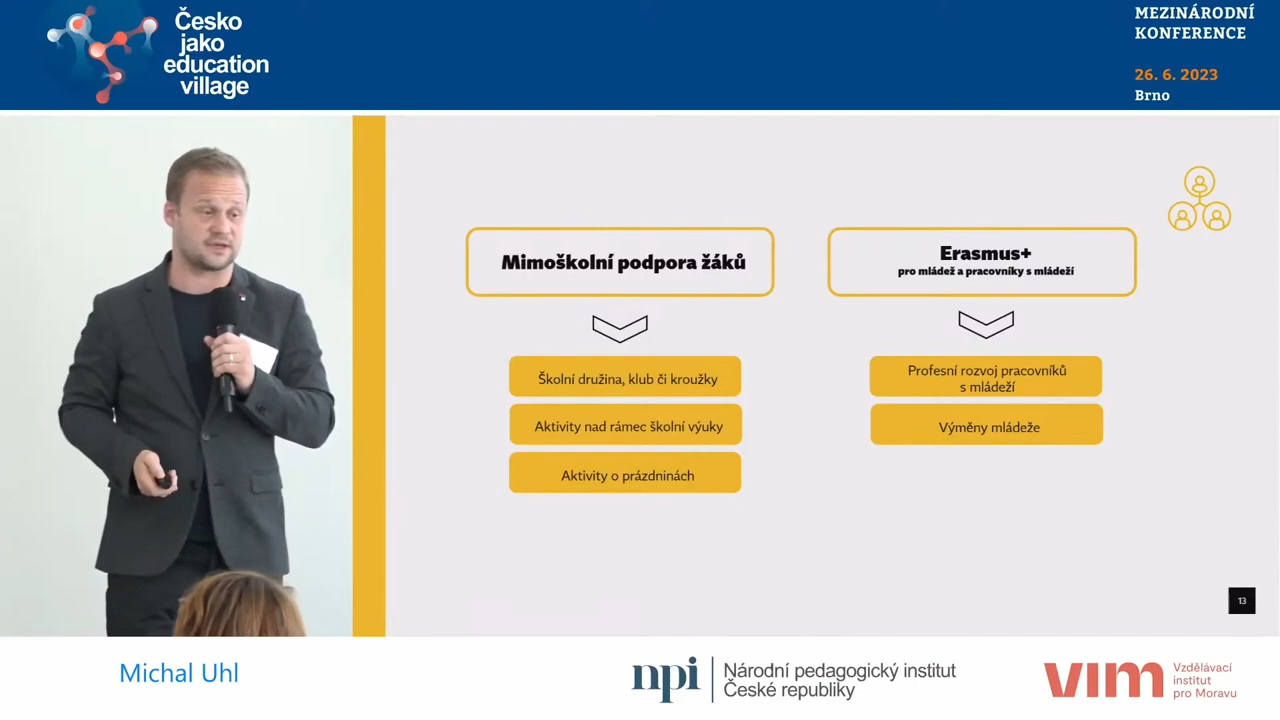 Česko
jako
education
village
MEZINÁRODNÍ
KONFERENCE
26. 6. 2023
Brno
Mimoškolní podpora žáků
Školní družina, klub či kroužky
Aktivity nad rámec školní výuky
Aktivity o prázdninách
Erasmus+
pro mládež a pracovníky s mládeží
Profesní rozvoj pracovníků
s mládeží
Výměny mládeže
13
Michal Uhl
npi
Národní pedagogický institut
České republiky
vim
Vzdělávací
institut
pro Moravu